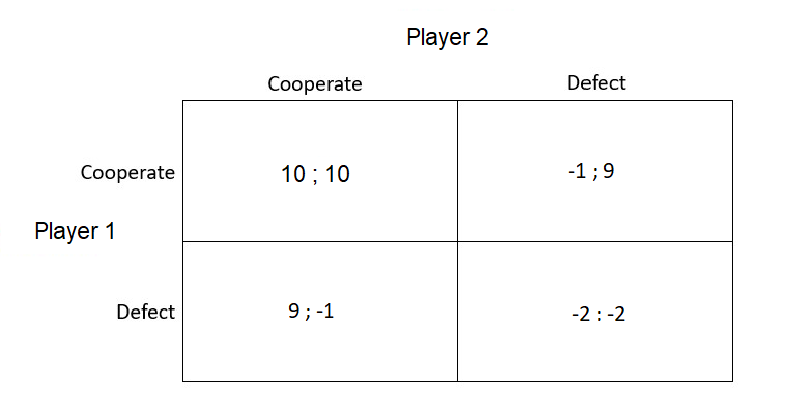 Player 2
Cooperate Defect
Cooperate 10 ; 10 -1 ; 9
Player 1
Defect 9 ; -1 -2 : -2